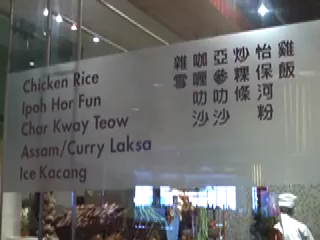 Chicken Rice
Ipoh Hor Fun
Char Kway Teow
Assam/Curry Laksa
Ice Kacang
雞飯
怡保河粉
炒粿條
亞參叻沙
咖喱叻沙
雜雪